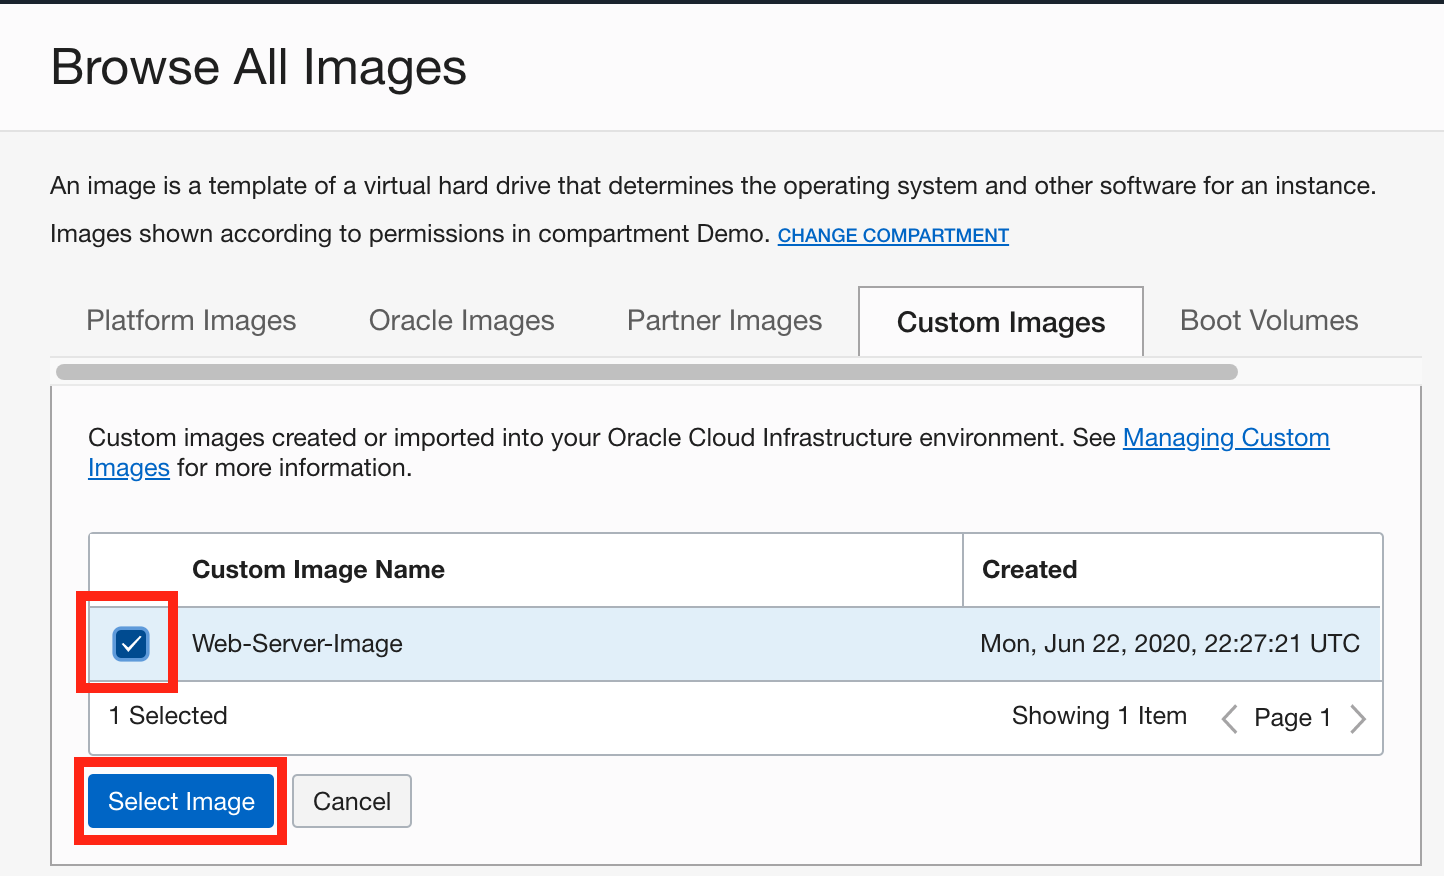 Browse All Images
An image is a template of a virtual hard drive that determines the operating system and other software for an instance.
Images shown according to permissions in compartment Demo. CHANGE COMPARTMENT
Platform Images Oracle Images Partner Images Custom Images Boot Volumes
Custom images created or imported into your Oracle Cloud Infrastructure environment. See Managing Custom
Images for more information.
Custom Image Name Created
Web-Server-Image Mon, Jun 22, 2020, 22:27:21 UTC
1 Selected Showing 1 Item Page 1
Select Image Cancel